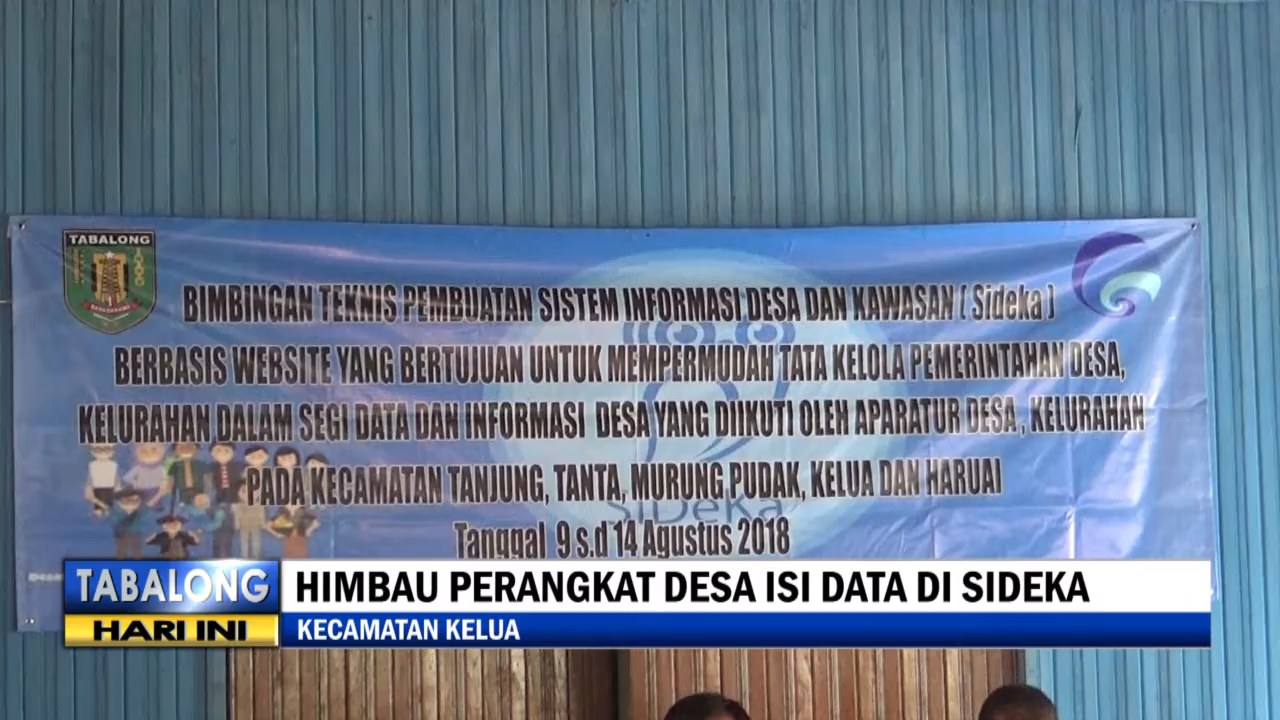 TABALONG
BIMBINGAN TEKNIS PEMBUATAN SISTEM INFORMASI DESA DAN KAWASAN ( Sideka )
BERBASIS WEBSITE YANG BERTUJUAN UNTUK MEMPERMUDAH TATA KELOLA PEMERINTAHAN DESA,
KELURAHAN DALAM SEGI DATA DAN INFORMASI DESA YANG DIIKUTI OLEH APARATUR DESA , KELURAHAN
PADA KECAMATAN TANJUNG, TANTA, MURUNG PUDAK, KELUA DAN HARUAI
SiDeKa
Tanggal 9 s.d 14 Agustus 2018
TABALONG
HARI INI
HIMBAU PERANGKAT DESA ISI DATA DI SIDEKA
KECAMATAN KELUA